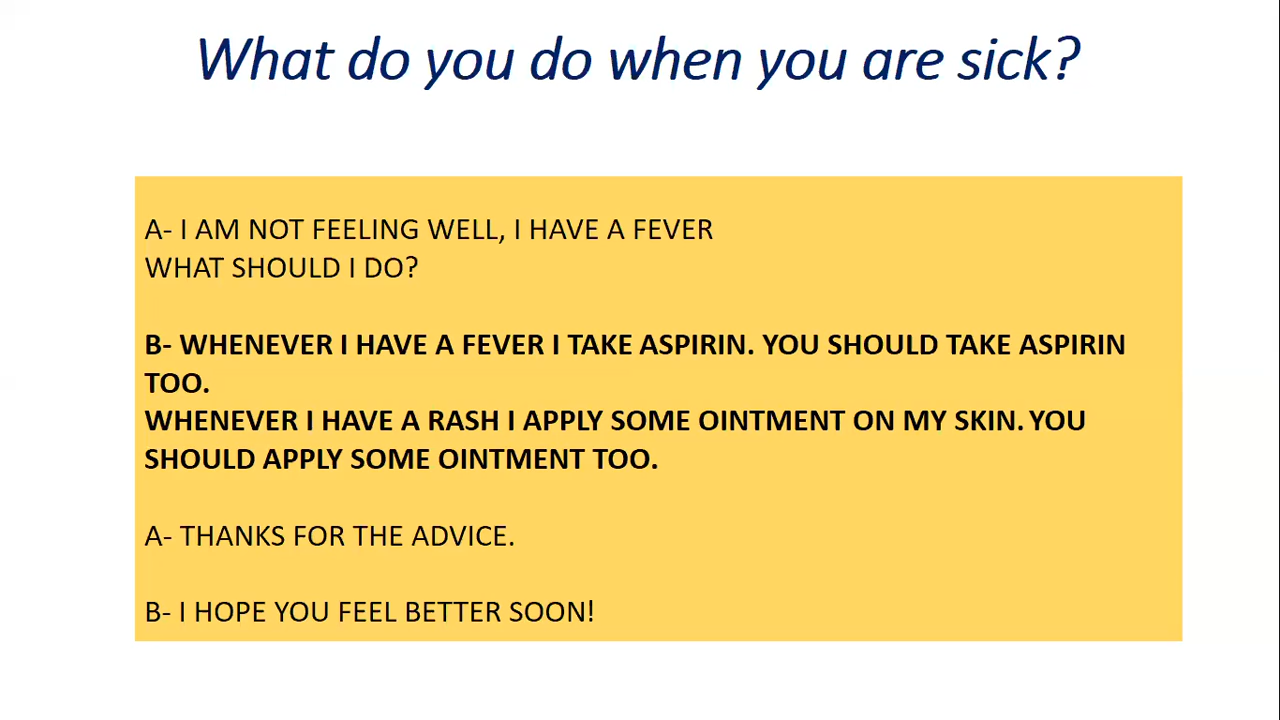 What do you do when you are sick?
A- I AM NOT FEELING WELL, I HAVE A FEVER
WHAT SHOULD I DO?
B- WHENEVER I HAVE A FEVER I TAKE ASPIRIN. YOU SHOULD TAKE ASPIRIN
TOO.
WHENEVER I HAVE A RASH I APPLY SOME OINTMENT ON MY SKIN. YOU
SHOULD APPLY SOME OINTMENT TOO.
A- THANKS FOR THE ADVICE.
B- I HOPE YOU FEEL BETTER SOON!